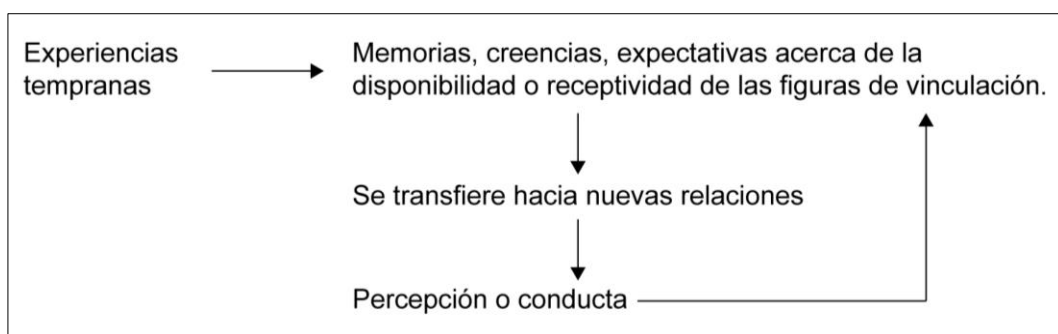 Experiencias
tempranas
Memorias, creencias, expectativas acerca de la
disponibilidad o receptividad de las figuras de vinculación.
Se transfiere hacia nuevas relaciones
Percepción o conducta